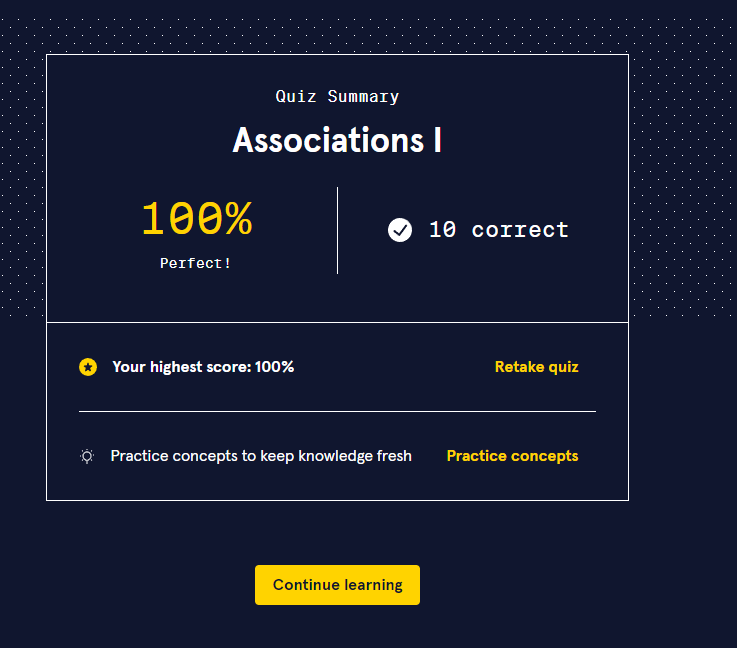 Quiz Summary
Associations I
100%
Perfect!
10 correct
Your highest score: 100%
Retake quiz
Practice concepts to keep knowledge fresh
Practice concepts
Continue learning